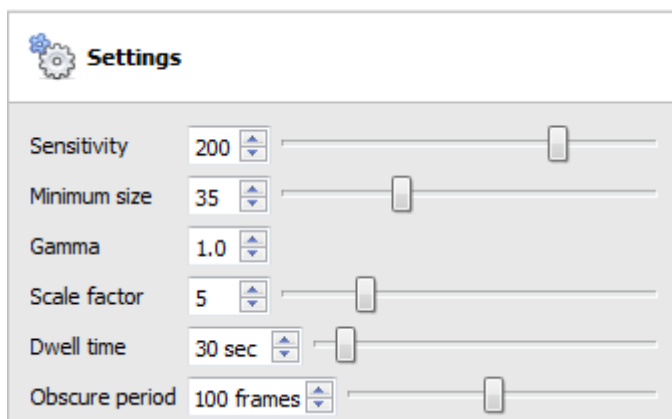 Settings
Sensitivity 200
Minimum size 35
Gamma 1.0
Scale factor 5
Dwell time 30 sec
Obscure period 100 frames